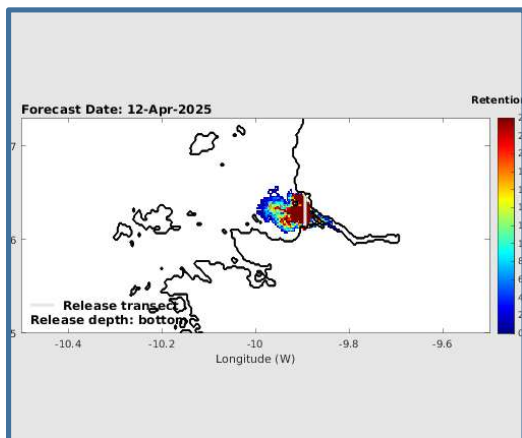 Retention
Forecast Date: 12-Apr-2025
7
6
5
Release transect
Release depth: bottom
-10.4
-10.2
-10
-9.8
-9.6
Longitude (W)